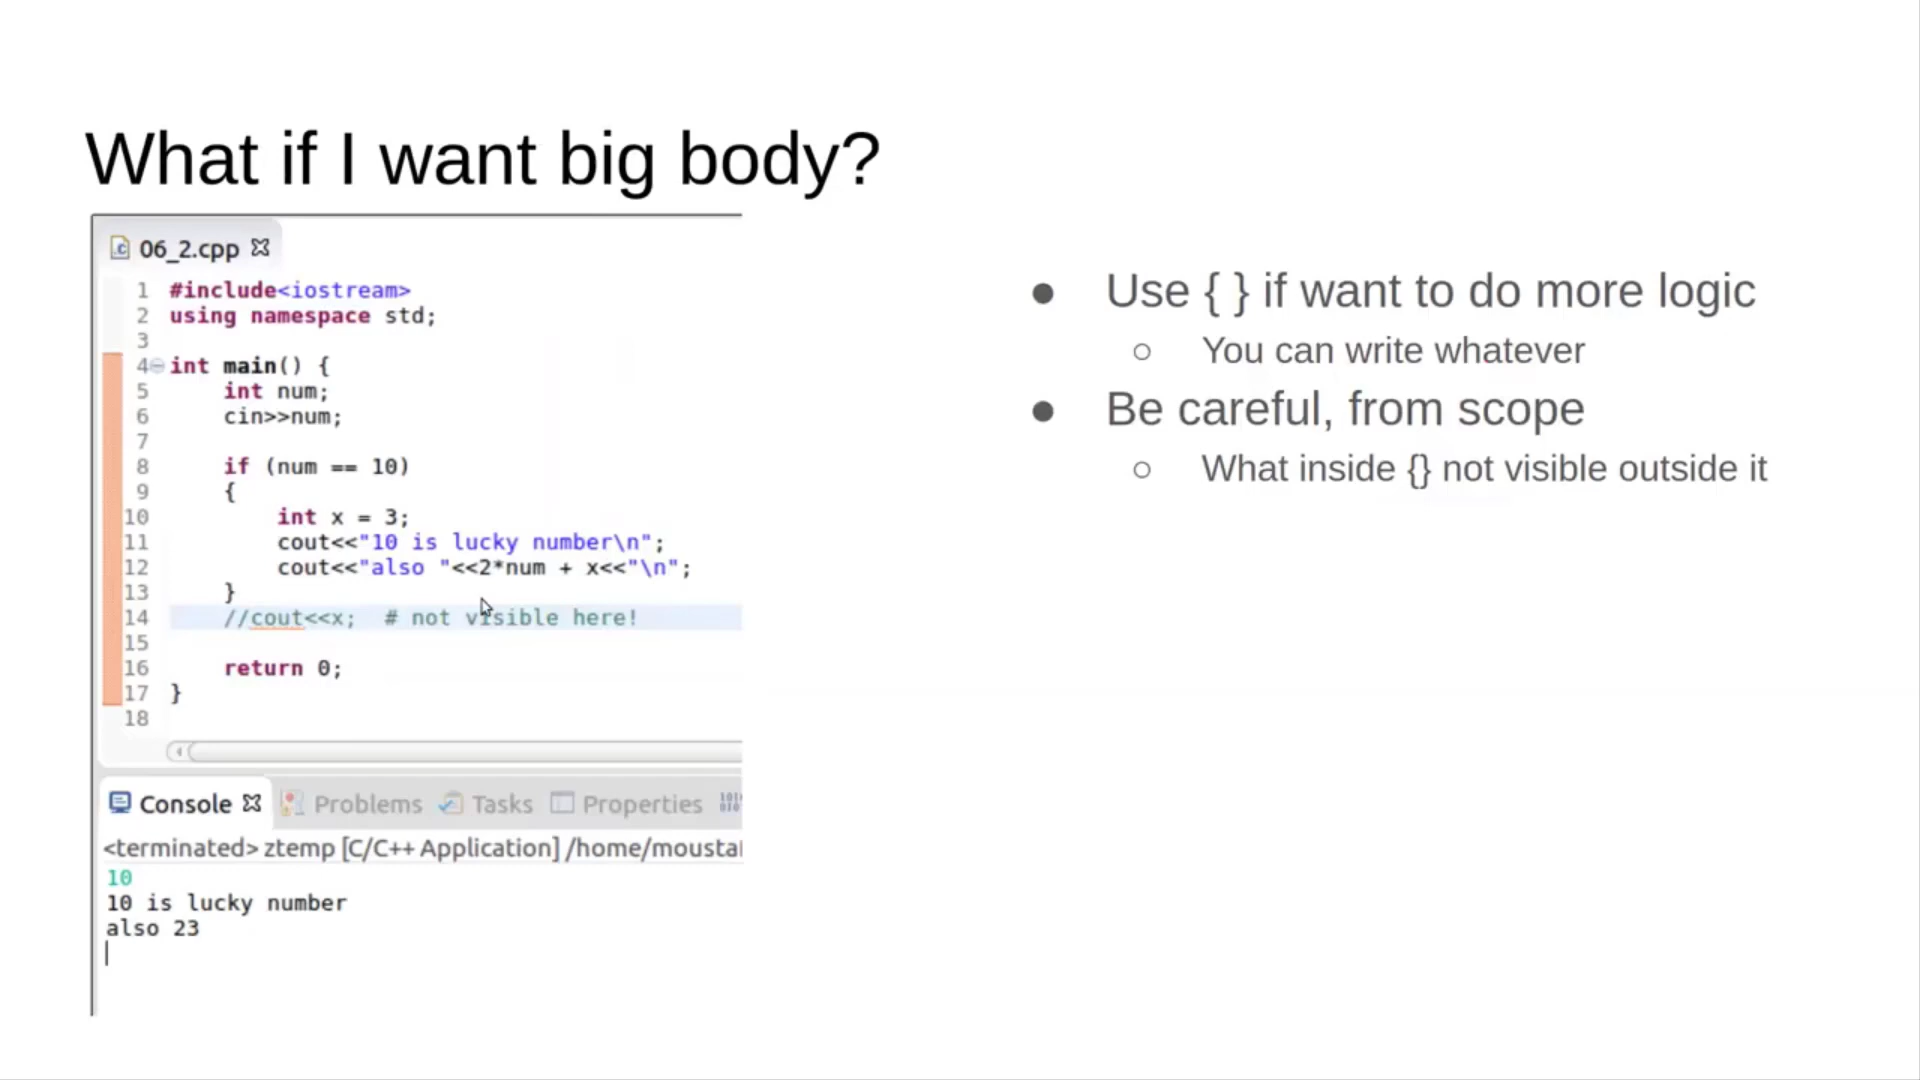 What if I want big body?
06_2.cpp
1 #include<iostream>
2 using namespace std;
3
4 int main() {
5 int num;
6 cin>>num;
7
8 if (num == 10)
9 {
10 int x = 3;
11 cout<<"10 is lucky number\n";
12 cout<<"also "<<2*num + x<<"\n";
13 }
14 //cout<<x;  # not visible here!
15
16 return 0;
17 }
18
Console Problems Tasks Properties
<terminated> ztemp [C/C++ Application] /home/mousta
10
10 is lucky number
also 23
● Use { } if want to do more logic
○ You can write whatever
● Be careful, from scope
○ What inside {} not visible outside it